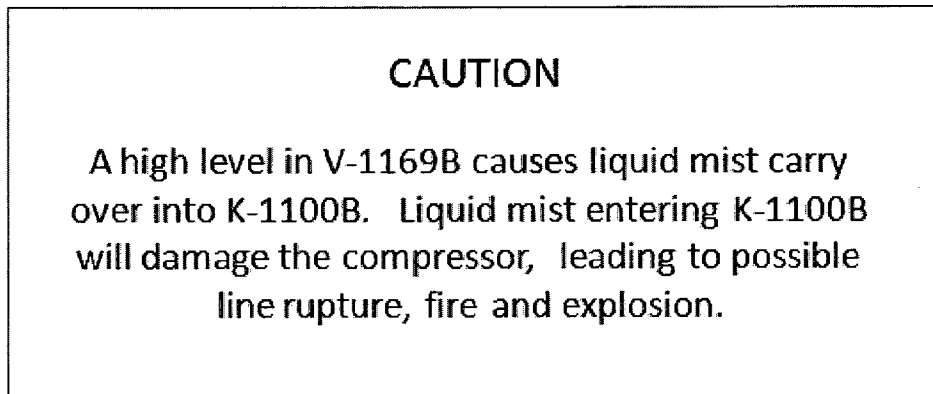 CAUTION
A high level in V-1169B causes liquid mist carry
over into K-1100B.   Liquid mist entering K-1100B
will damage the compressor,  leading to possible
line rupture, fire and explosion.